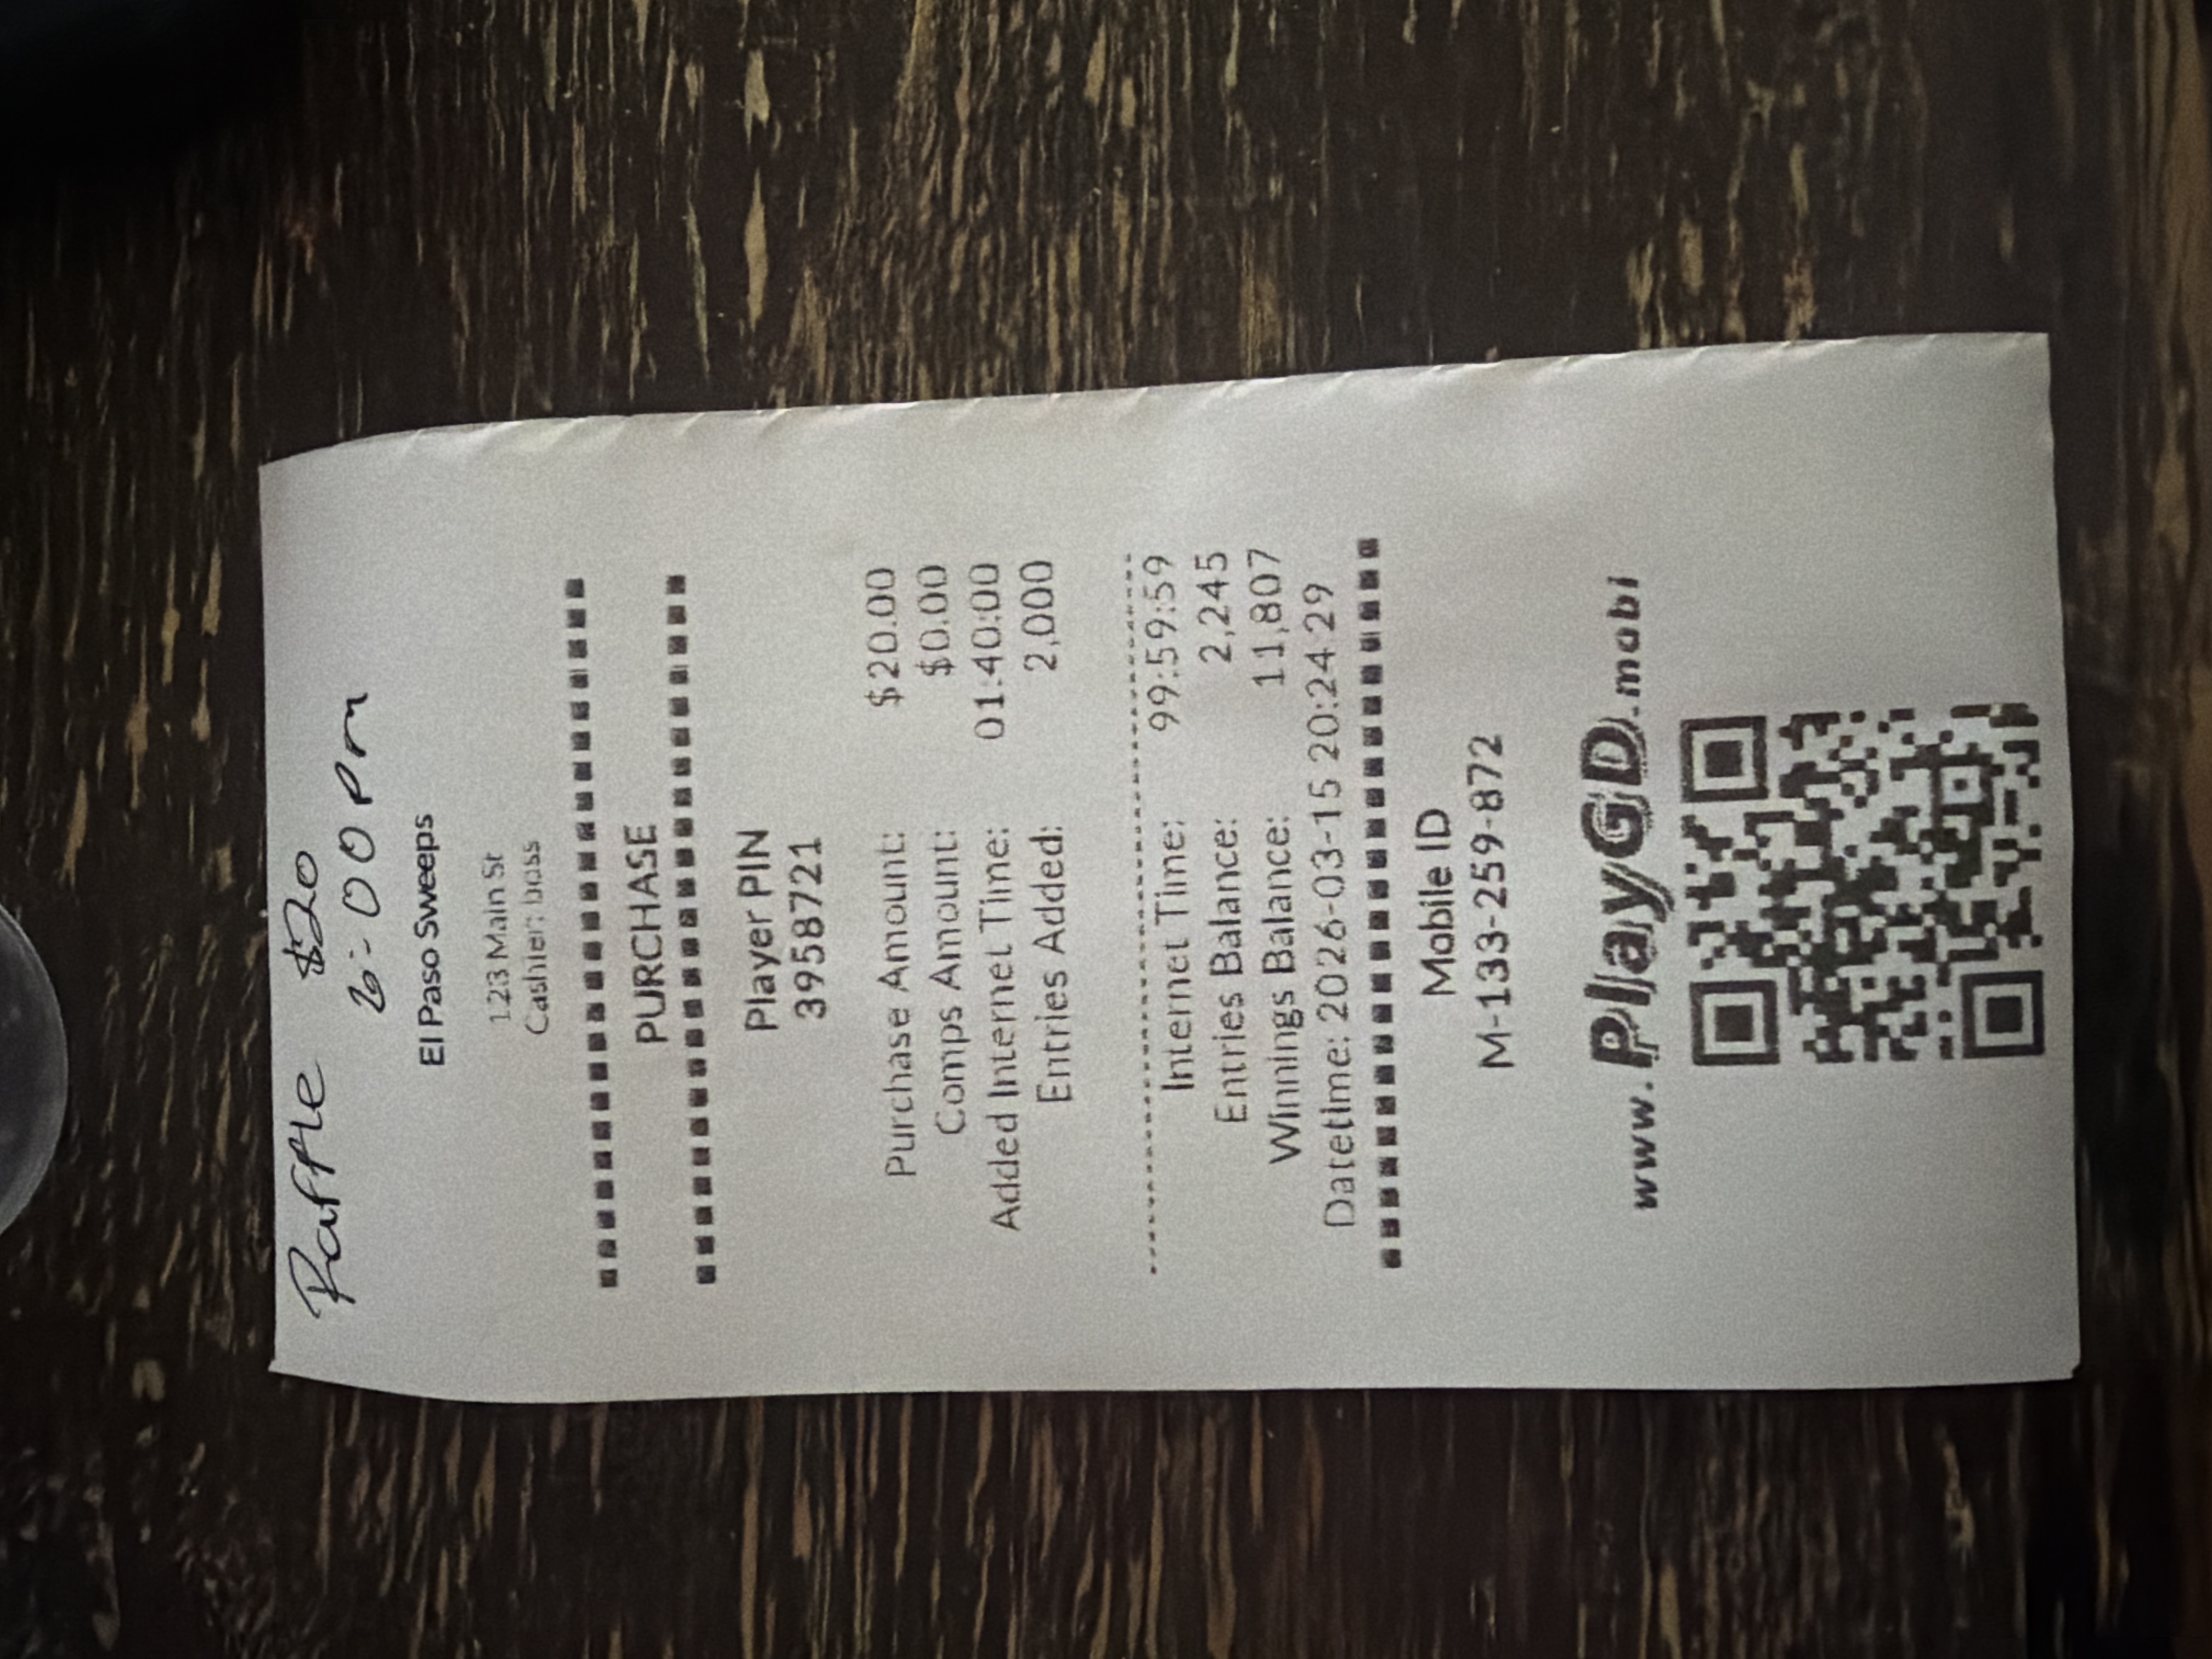 Raffle $20
6:00 Pm
El Paso Sweeps
123 Main St
Cashier: boss
PURCHASE
Player PIN
3958721
Purchase Amount: $20.00
Comps Amount: $0.00
Added Internet Time: 01:40:00
Entries Added: 2,000
Internet Time: 99:59:59
Entries Balance: 2,245
Winnings Balance: 11,807
Datetime: 2026-03-15 20:24:29
Mobile ID
M-133-259-872
www.PlayGD.mobi